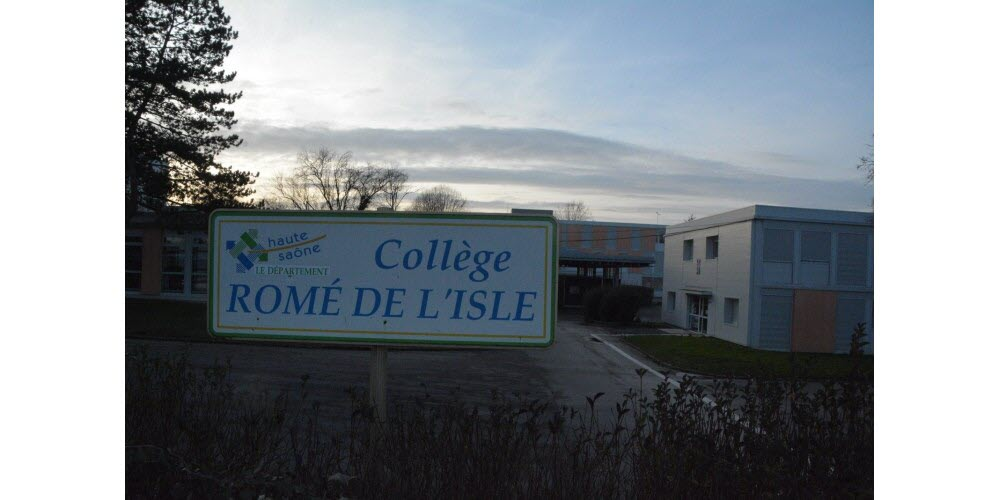 haute
saône
LE DÉPARTEMENT
Collège
ROMÉ DE L'ISLE